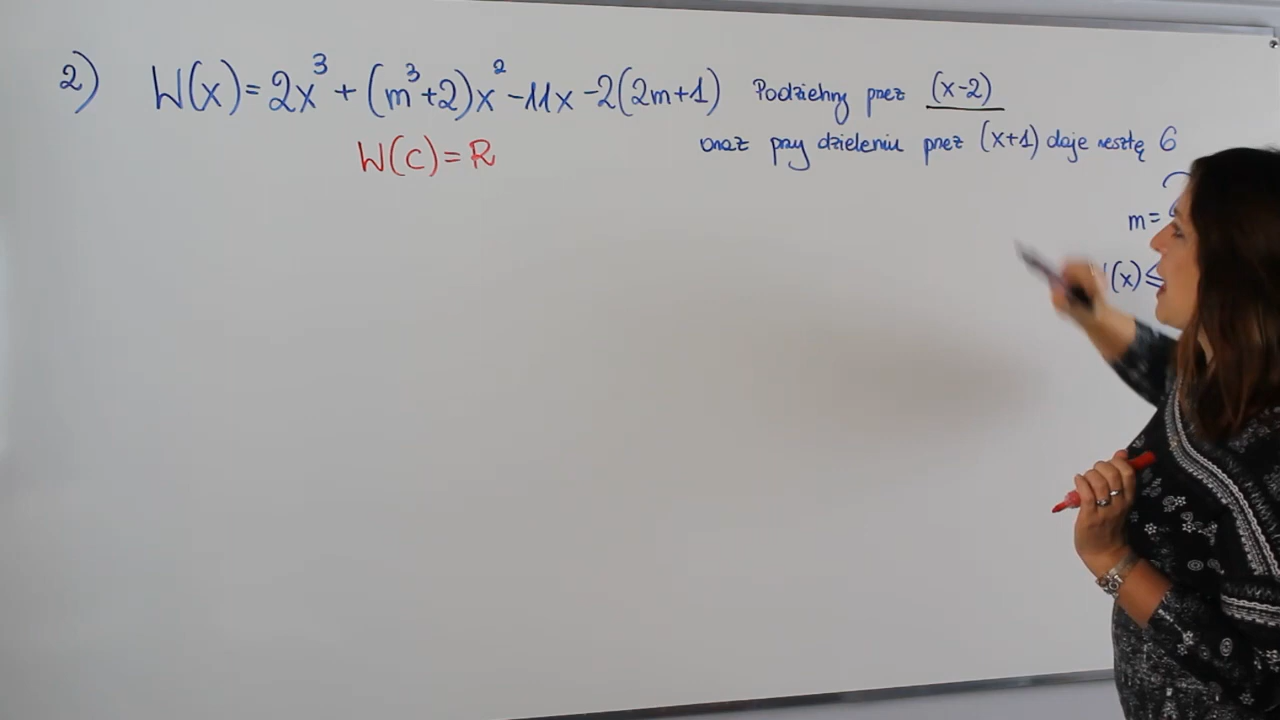 2) W(x)=2x³+(m³+2)x²-11x-2(2m+1) Podzielny przez (x-2)
W(c)=R oraz przy dzieleniu przez (x+1) daje resztę 6
m=
(x)≤